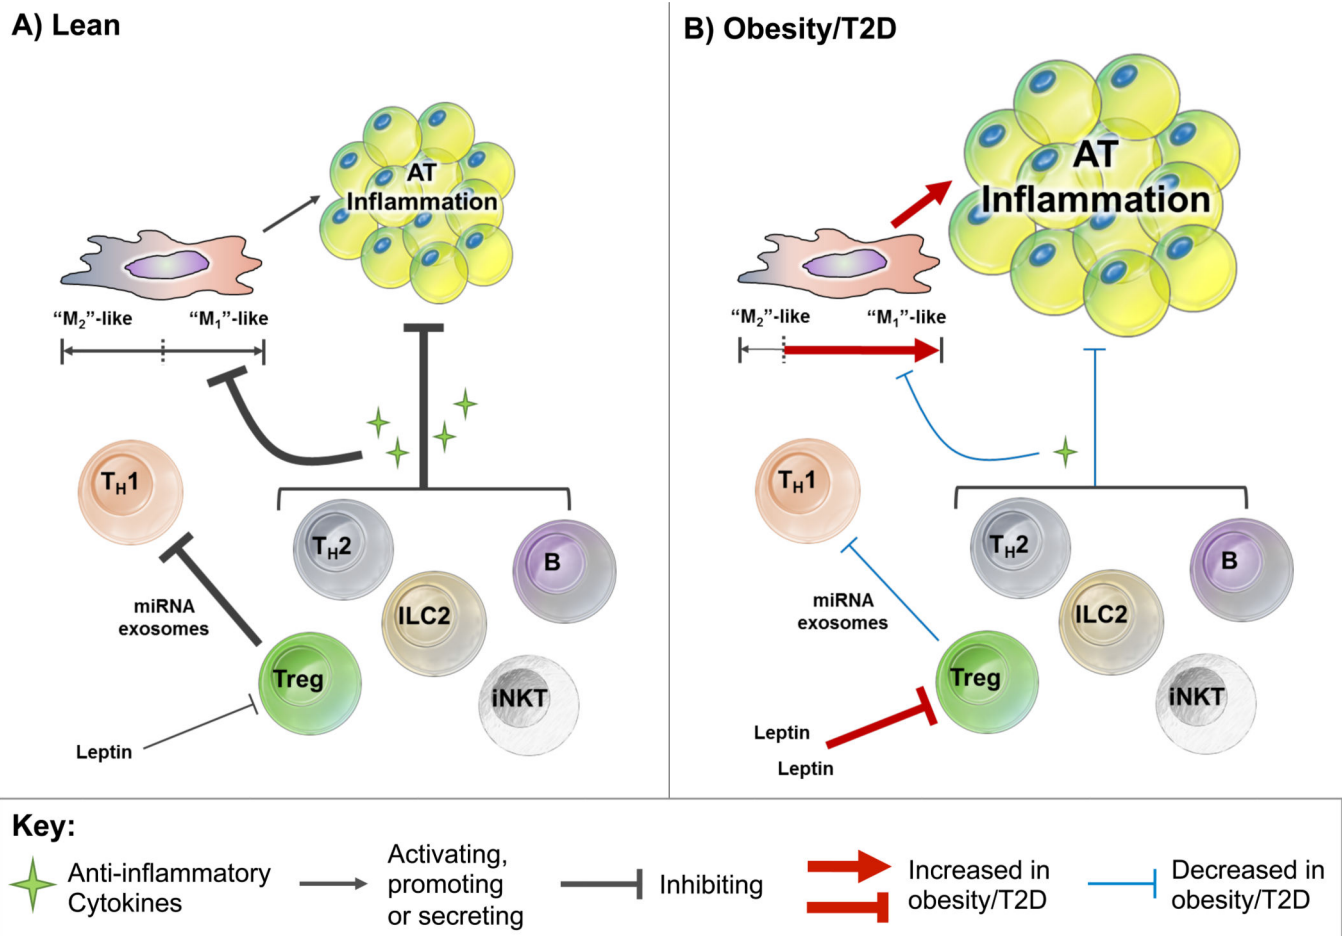 A) Lean
AT
Inflammation
“M₂”-like
“M₁”-like
TH1
TH2
B
miRNA
exosomes
ILC2
Treg
iNKT
Leptin
B) Obesity/T2D
AT
Inflammation
“M₂”-like
“M₁”-like
TH1
TH2
B
miRNA
exosomes
ILC2
Treg
iNKT
Leptin
Leptin
Key:
Anti-inflammatory
Cytokines
Activating,
promoting
or secreting
Inhibiting
Increased in
obesity/T2D
Decreased in
obesity/T2D